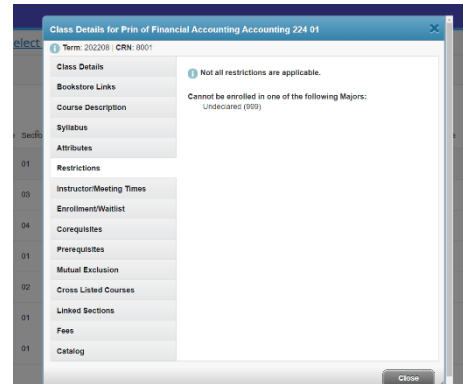 Class Details for Prin of Financial Accounting Accounting 224 01
Term: 202208 | CRN: 8001
elect
Class Details
Bookstore Links
Course Description
Syllabus
Attributes
Restrictions
Instructor/Meeting Times
Enrollment/Waitlist
Corequisites
Prerequisites
Mutual Exclusion
Cross Listed Courses
Linked Sections
Fees
Catalog
Not all restrictions are applicable.
Cannot be enrolled in one of the following Majors:
Undeclared (999)
Sectio
01
03
04
01
02
01
01
Close